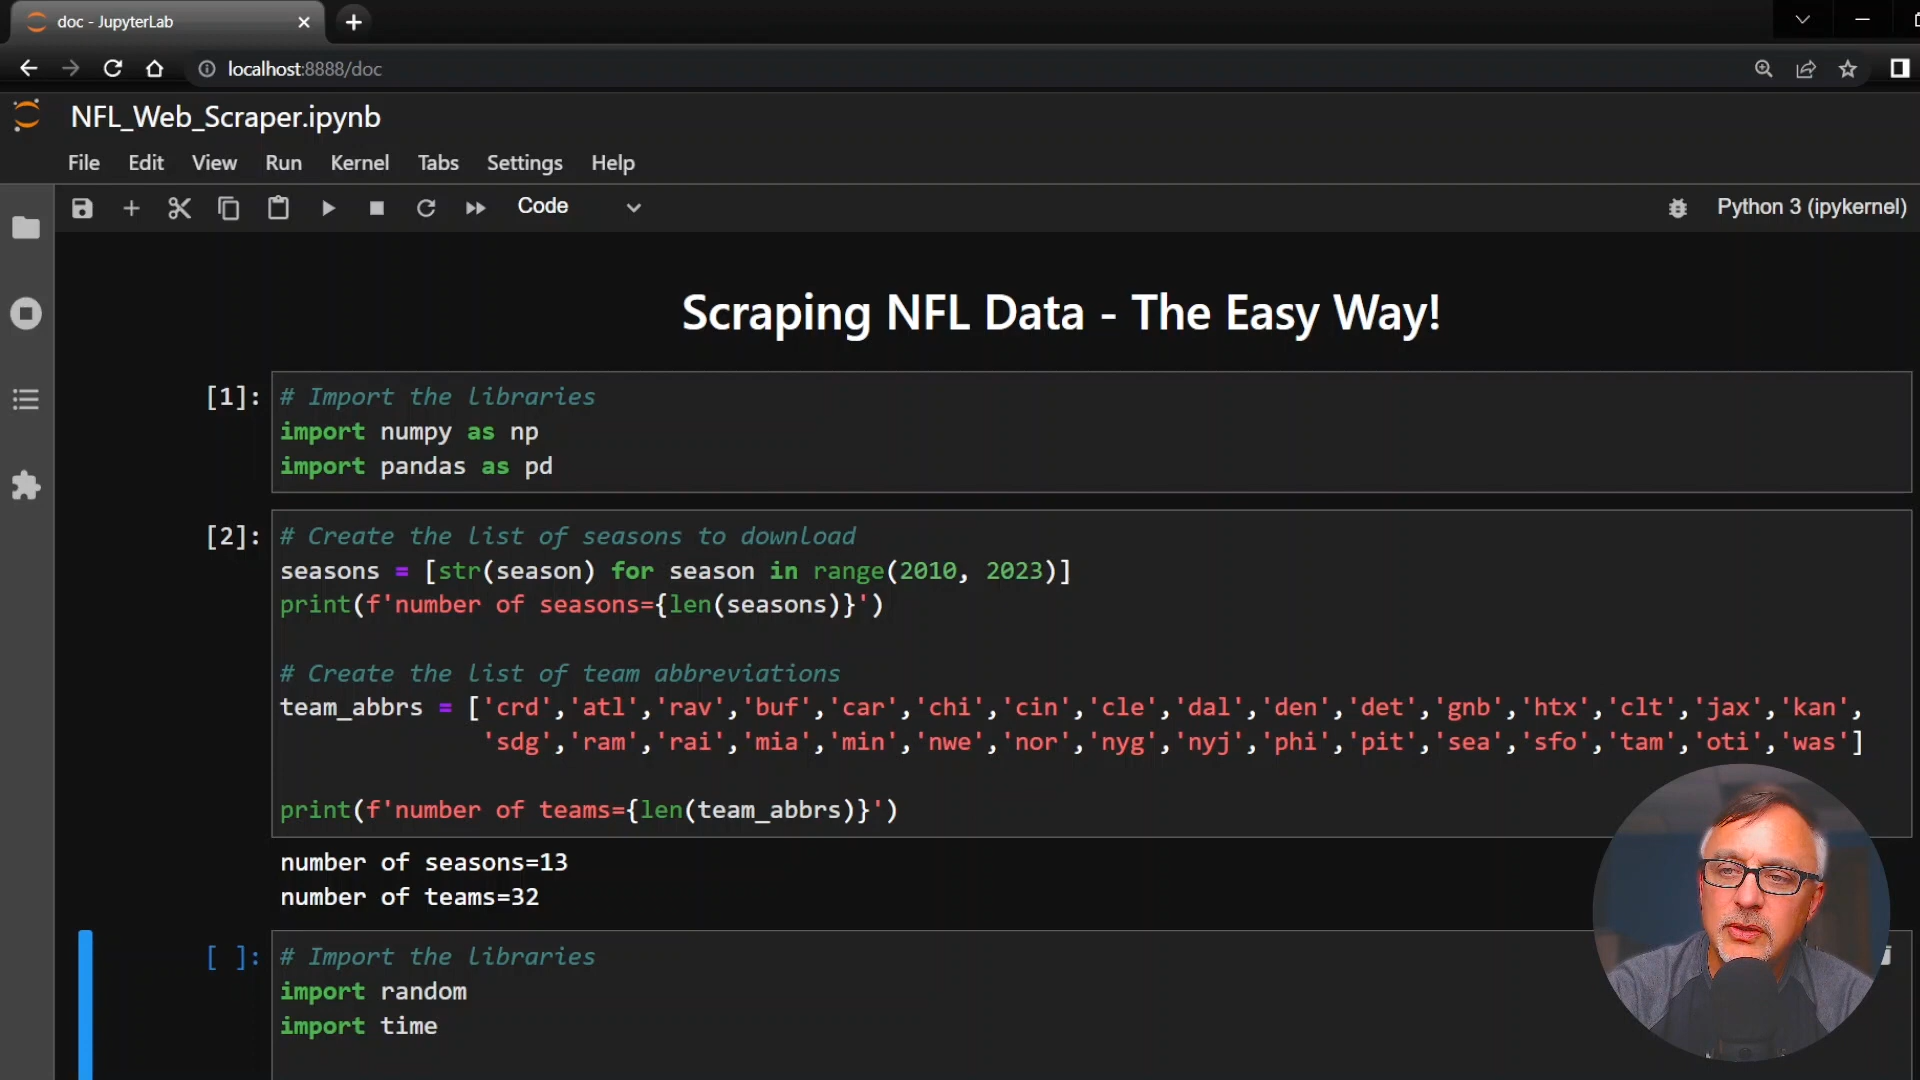 doc - JupyterLab
localhost:8888/doc
NFL_Web_Scraper.ipynb
File Edit View Run Kernel Tabs Settings Help
Code Python 3 (ipykernel)
Scraping NFL Data - The Easy Way!
[1]: # Import the libraries
import numpy as np
import pandas as pd
[2]: # Create the list of seasons to download
seasons = [str(season) for season in range(2010, 2023)]
print(f'number of seasons={len(seasons)}')
# Create the list of team abbreviations
team_abbrs = ['crd','atl','rav','buf','car','chi','cin','cle','dal','den','det','gnb','htx','clt','jax','kan',
'sdg','ram','rai','mia','min','nwe','nor','nyg','nyj','phi','pit','sea','sfo','tam','oti','was']
print(f'number of teams={len(team_abbrs)}')
number of seasons=13
number of teams=32
[ ]: # Import the libraries
import random
import time